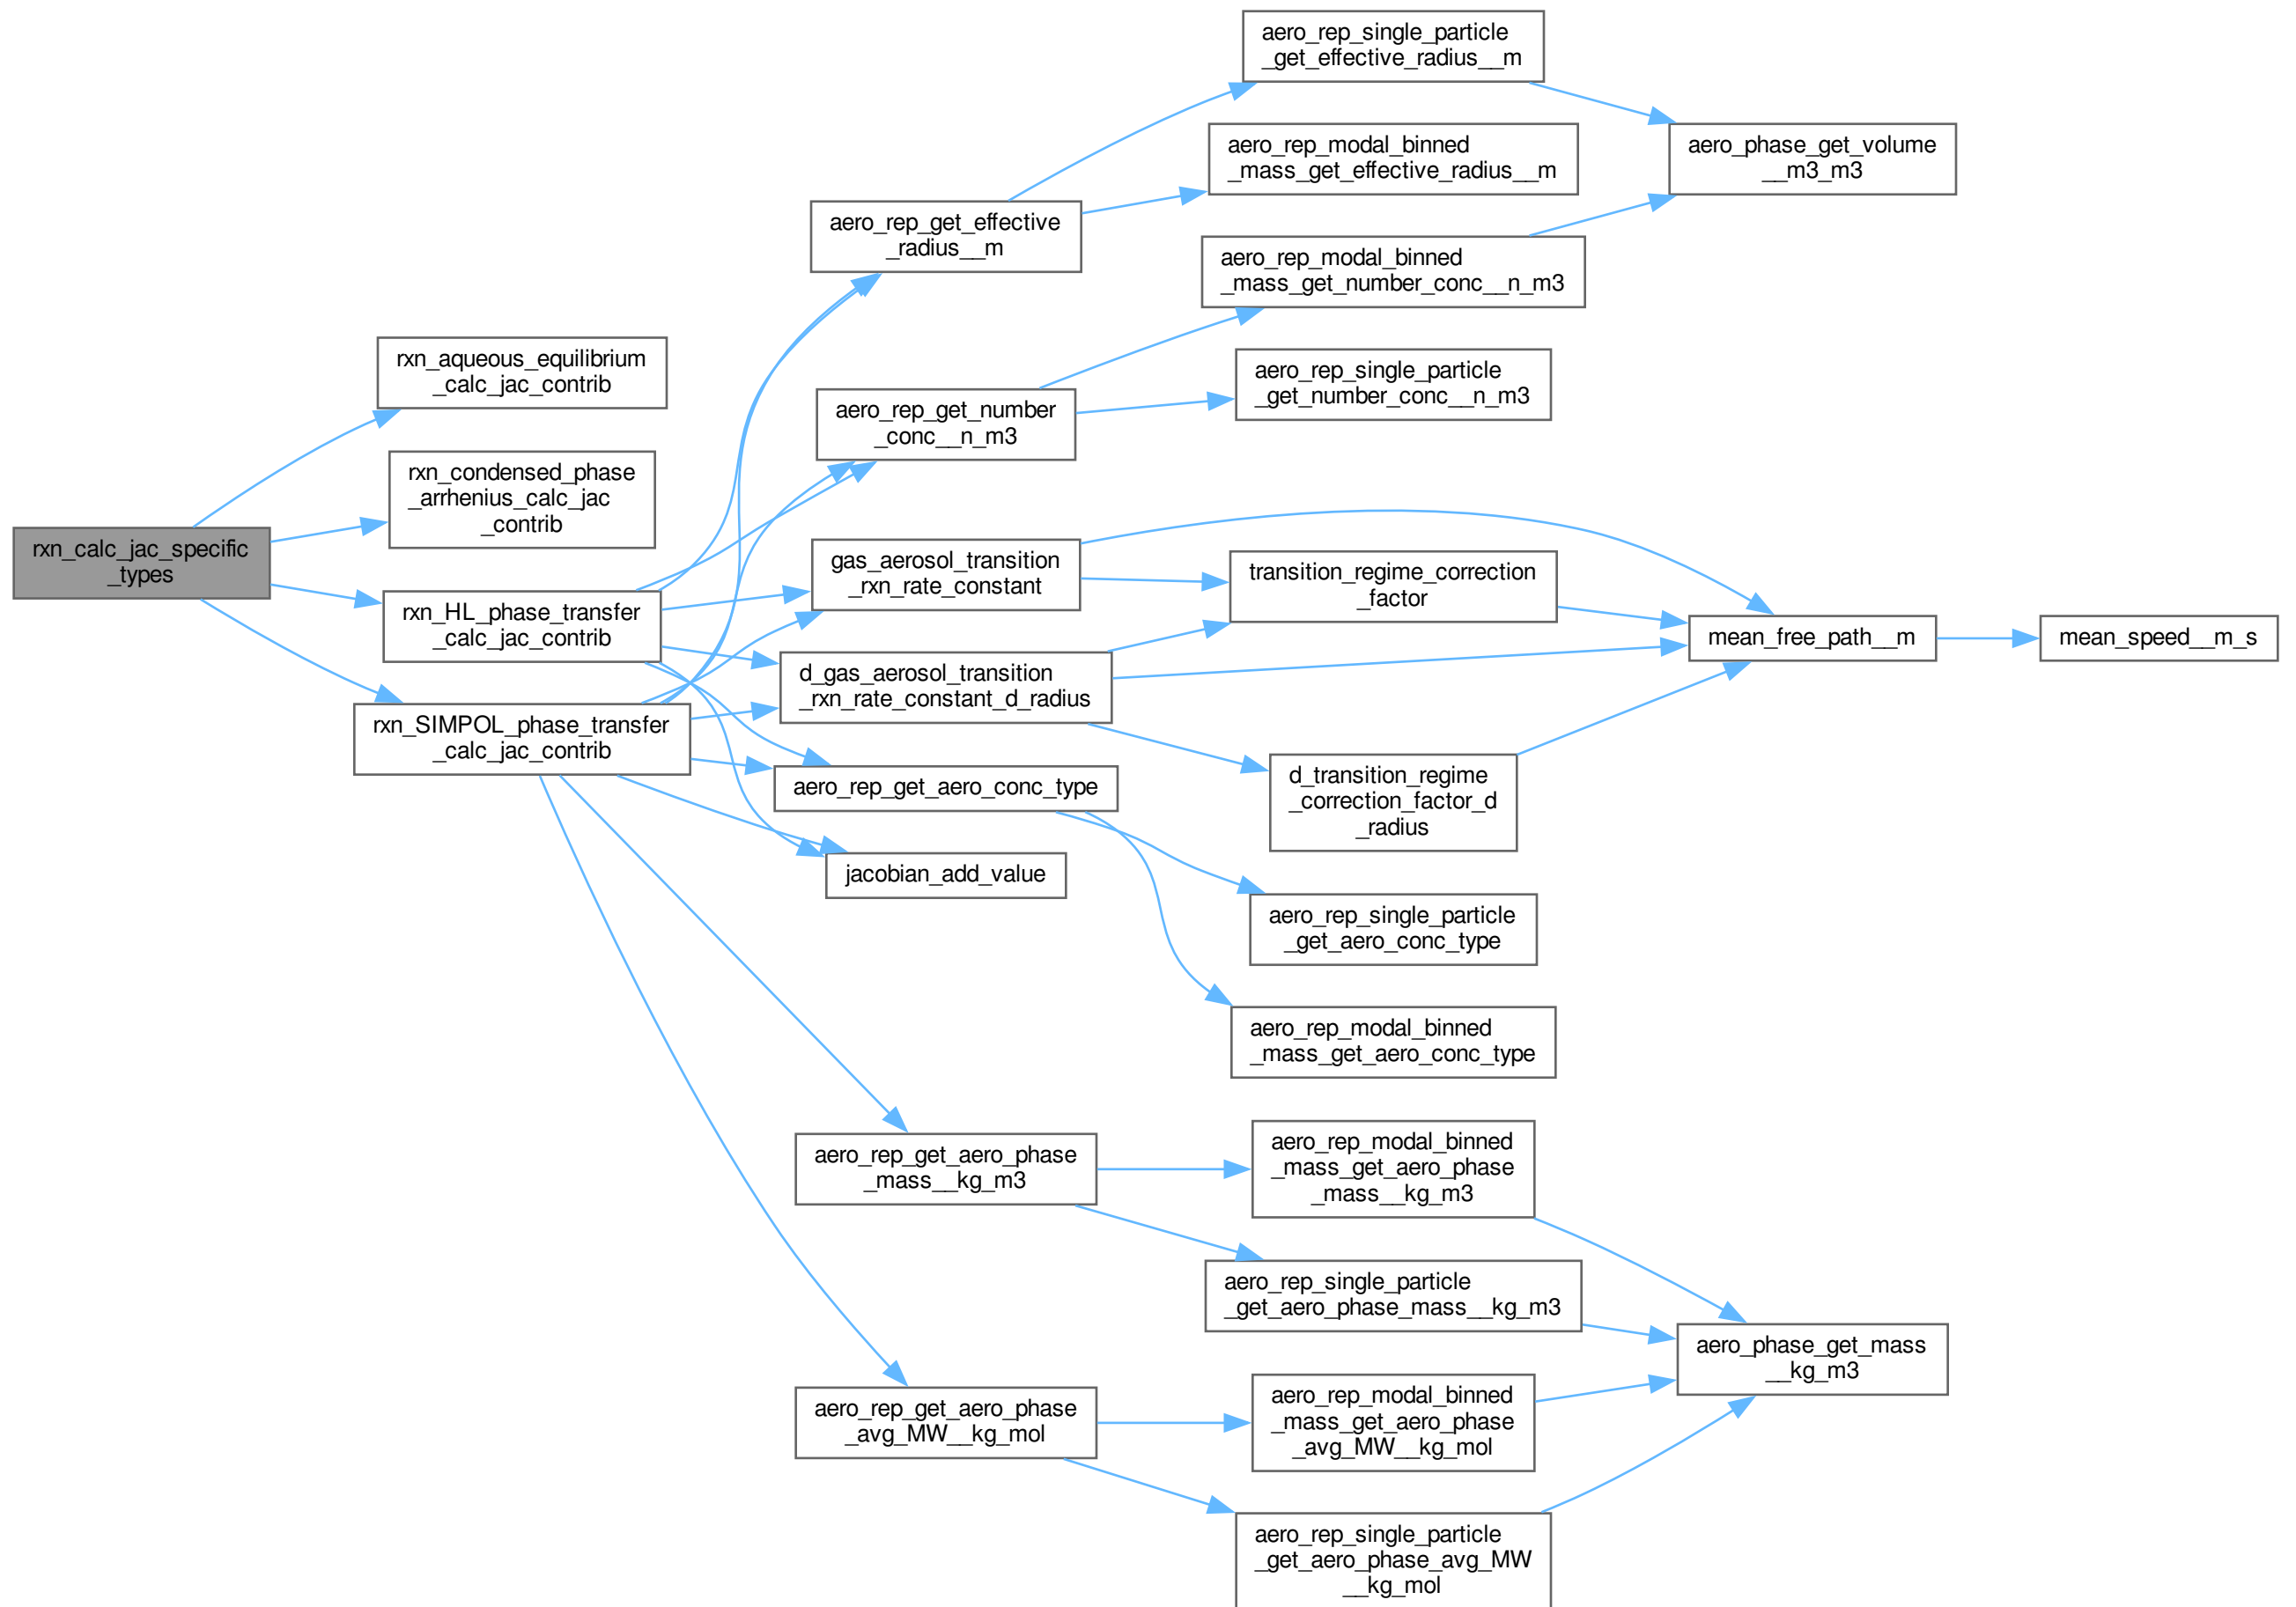 rxn_calc_jac_specific
_types
rxn_aqueous_equilibrium
_calc_jac_contrib
rxn_condensed_phase
_arrhenius_calc_jac
_contrib
rxn_HL_phase_transfer
_calc_jac_contrib
rxn_SIMPOL_phase_transfer
_calc_jac_contrib
aero_rep_get_effective
_radius__m
aero_rep_get_number
_conc__n_m3
gas_aerosol_transition
_rxn_rate_constant
d_gas_aerosol_transition
_rxn_rate_constant_d_radius
aero_rep_get_aero_conc_type
jacobian_add_value
aero_rep_get_aero_phase
_mass__kg_m3
aero_rep_get_aero_phase
_avg_MW__kg_mol
aero_rep_single_particle
_get_effective_radius__m
aero_rep_modal_binned
_mass_get_effective_radius__m
aero_rep_modal_binned
_mass_get_number_conc__n_m3
aero_rep_single_particle
_get_number_conc__n_m3
transition_regime_correction
_factor
d_transition_regime
_correction_factor_d
_radius
aero_rep_single_particle
_get_aero_conc_type
aero_rep_modal_binned
_mass_get_aero_conc_type
aero_rep_modal_binned
_mass_get_aero_phase
_mass__kg_m3
aero_rep_single_particle
_get_aero_phase_mass__kg_m3
aero_rep_modal_binned
_mass_get_aero_phase
_avg_MW__kg_mol
aero_rep_single_particle
_get_aero_phase_avg_MW
__kg_mol
aero_phase_get_volume
__m3_m3
mean_free_path__m
aero_phase_get_mass
__kg_m3
mean_speed__m_s